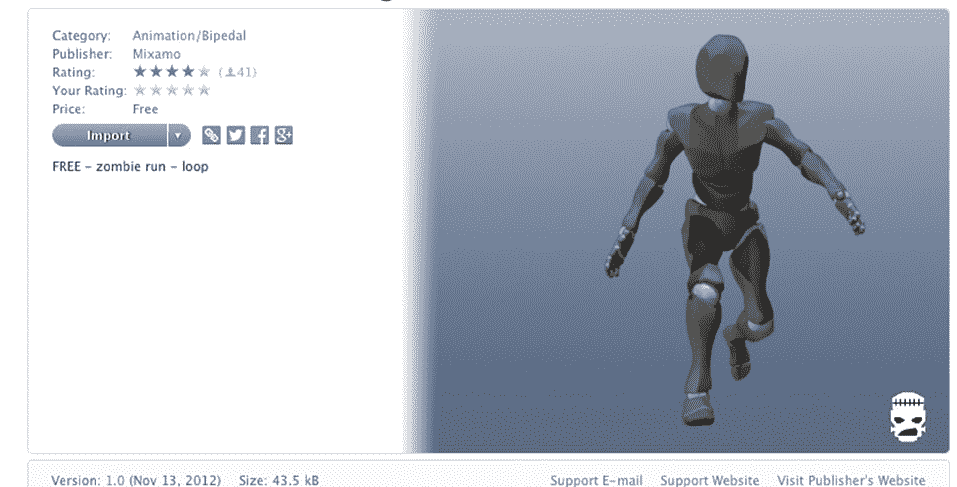 Category: Animation/Bipedal
Publisher: Mixamo
Rating: (41)
Your Rating:
Price: Free
Import
FREE – zombie run – loop
Version: 1.0 (Nov 13, 2012) Size: 43.5 kB Support E-mail Support Website Visit Publisher's Website